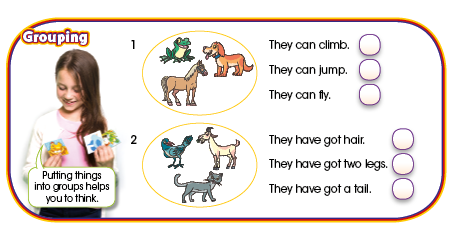 Grouping
1
They can climb.
They can jump.
They can fly.
2
They have got hair.
They have got two legs.
They have got a tail.
Putting things
into groups helps
you to think.